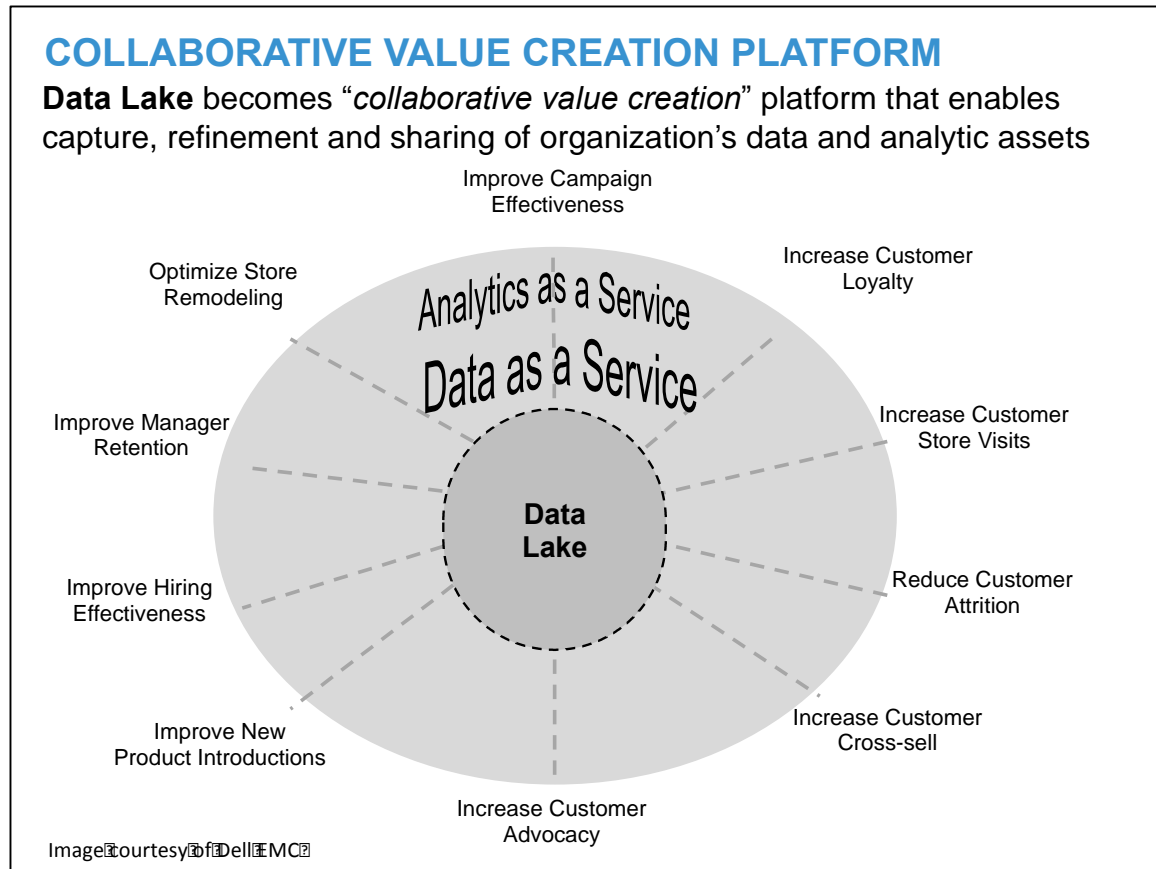 COLLABORATIVE VALUE CREATION PLATFORM
Data Lake becomes “collaborative value creation” platform that enables
capture, refinement and sharing of organization’s data and analytic assets
Improve Campaign
Effectiveness
Optimize Store
Remodeling
Increase Customer
Loyalty
Analytics as a Service
Data as a Service
Improve Manager
Retention
Increase Customer
Store Visits
Data
Lake
Improve Hiring
Effectiveness
Reduce Customer
Attrition
Improve New
Product Introductions
Increase Customer
Cross-sell
Increase Customer
Advocacy
Image courtesy of Dell EMC